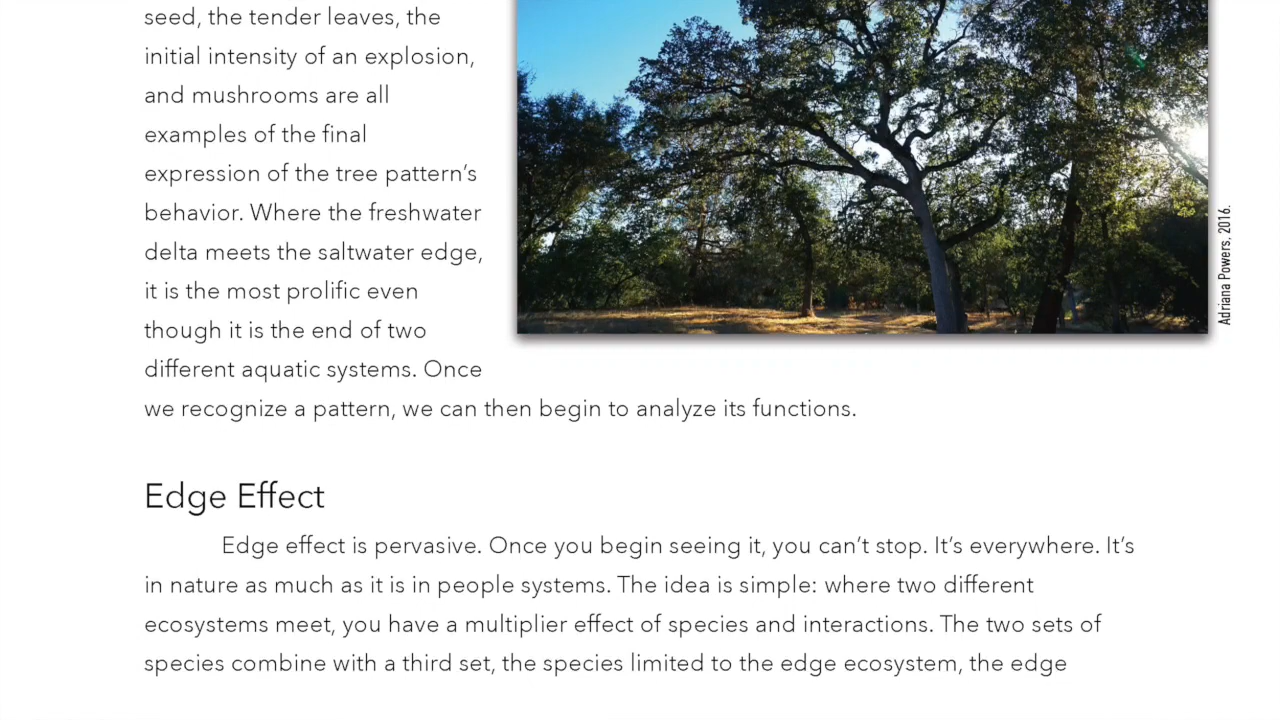 seed, the tender leaves, the
initial intensity of an explosion,
and mushrooms are all
examples of the final
expression of the tree pattern's
behavior. Where the freshwater
delta meets the saltwater edge,
it is the most prolific even
though it is the end of two
different aquatic systems. Once
we recognize a pattern, we can then begin to analyze its functions.
Adriana Powers, 2016.
Edge Effect
Edge effect is pervasive. Once you begin seeing it, you can't stop. It's everywhere. It's
in nature as much as it is in people systems. The idea is simple: where two different
ecosystems meet, you have a multiplier effect of species and interactions. The two sets of
species combine with a third set, the species limited to the edge ecosystem, the edge